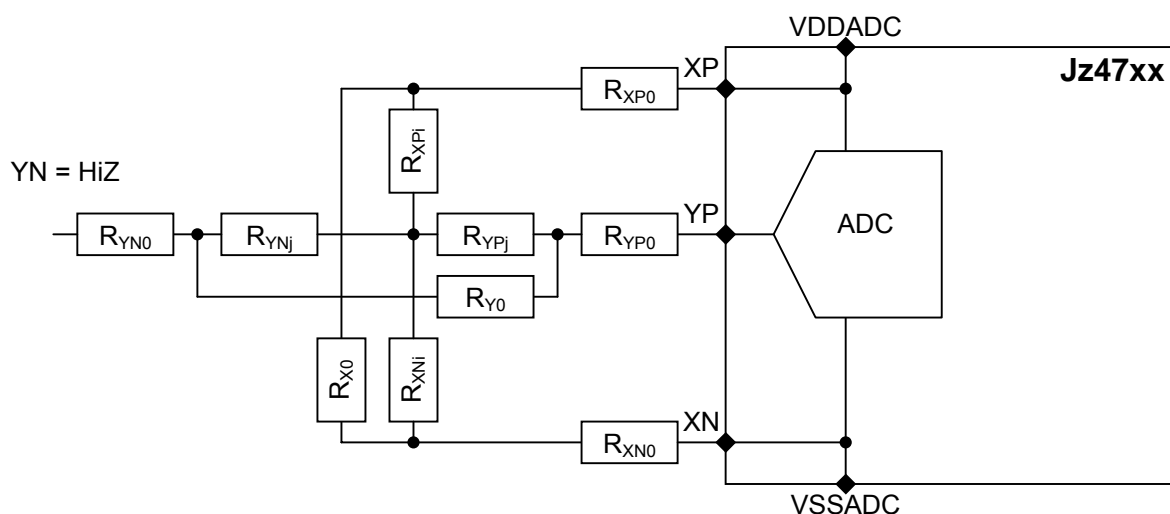 VDDADC
Jz47xx
XP
RXP0
RXPi
YN = HiZ
YP
ADC
RYN0
RYNj
RYPj
RYP0
RY0
RX0
RXNi
XN
RXN0
VSSADC